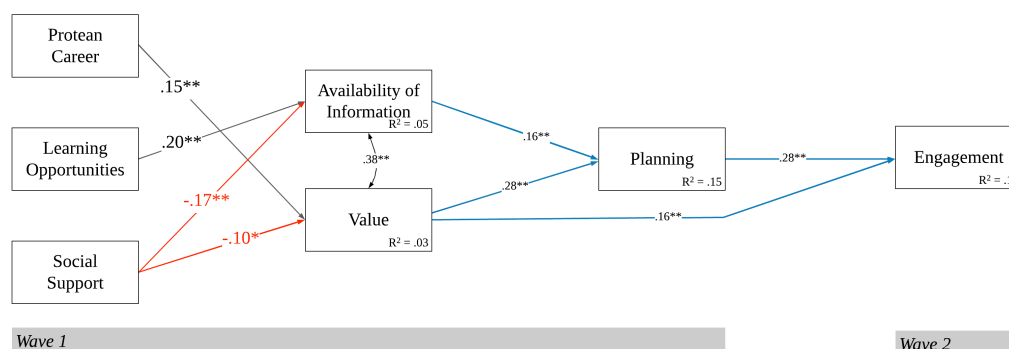 Protean
Career
.15**
Learning
Opportunities
.20**
Social
Support
-.17**
-.10*
Availability of
Information
R² = .05
.38**
Value
R² = .03
.16**
.28**
.16**
Planning
R² = .15
.28**
Engagement
R² =
Wave 1
Wave 2